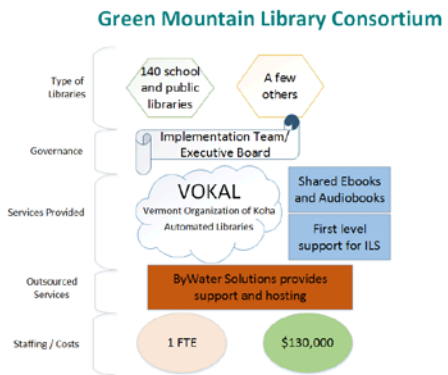 Green Mountain Library Consortium
Type of
Libraries
140 school
and public
libraries
A few
others
Governance
Implementation Team/
Executive Board
Services Provided
VOKAL
Vermont Organization of Koha
Automated Libraries
Shared Ebooks
and Audiobooks
First level
support for ILS
Outsourced
Services
ByWater Solutions provides
support and hosting
Staffing / Costs
1 FTE
$130,000